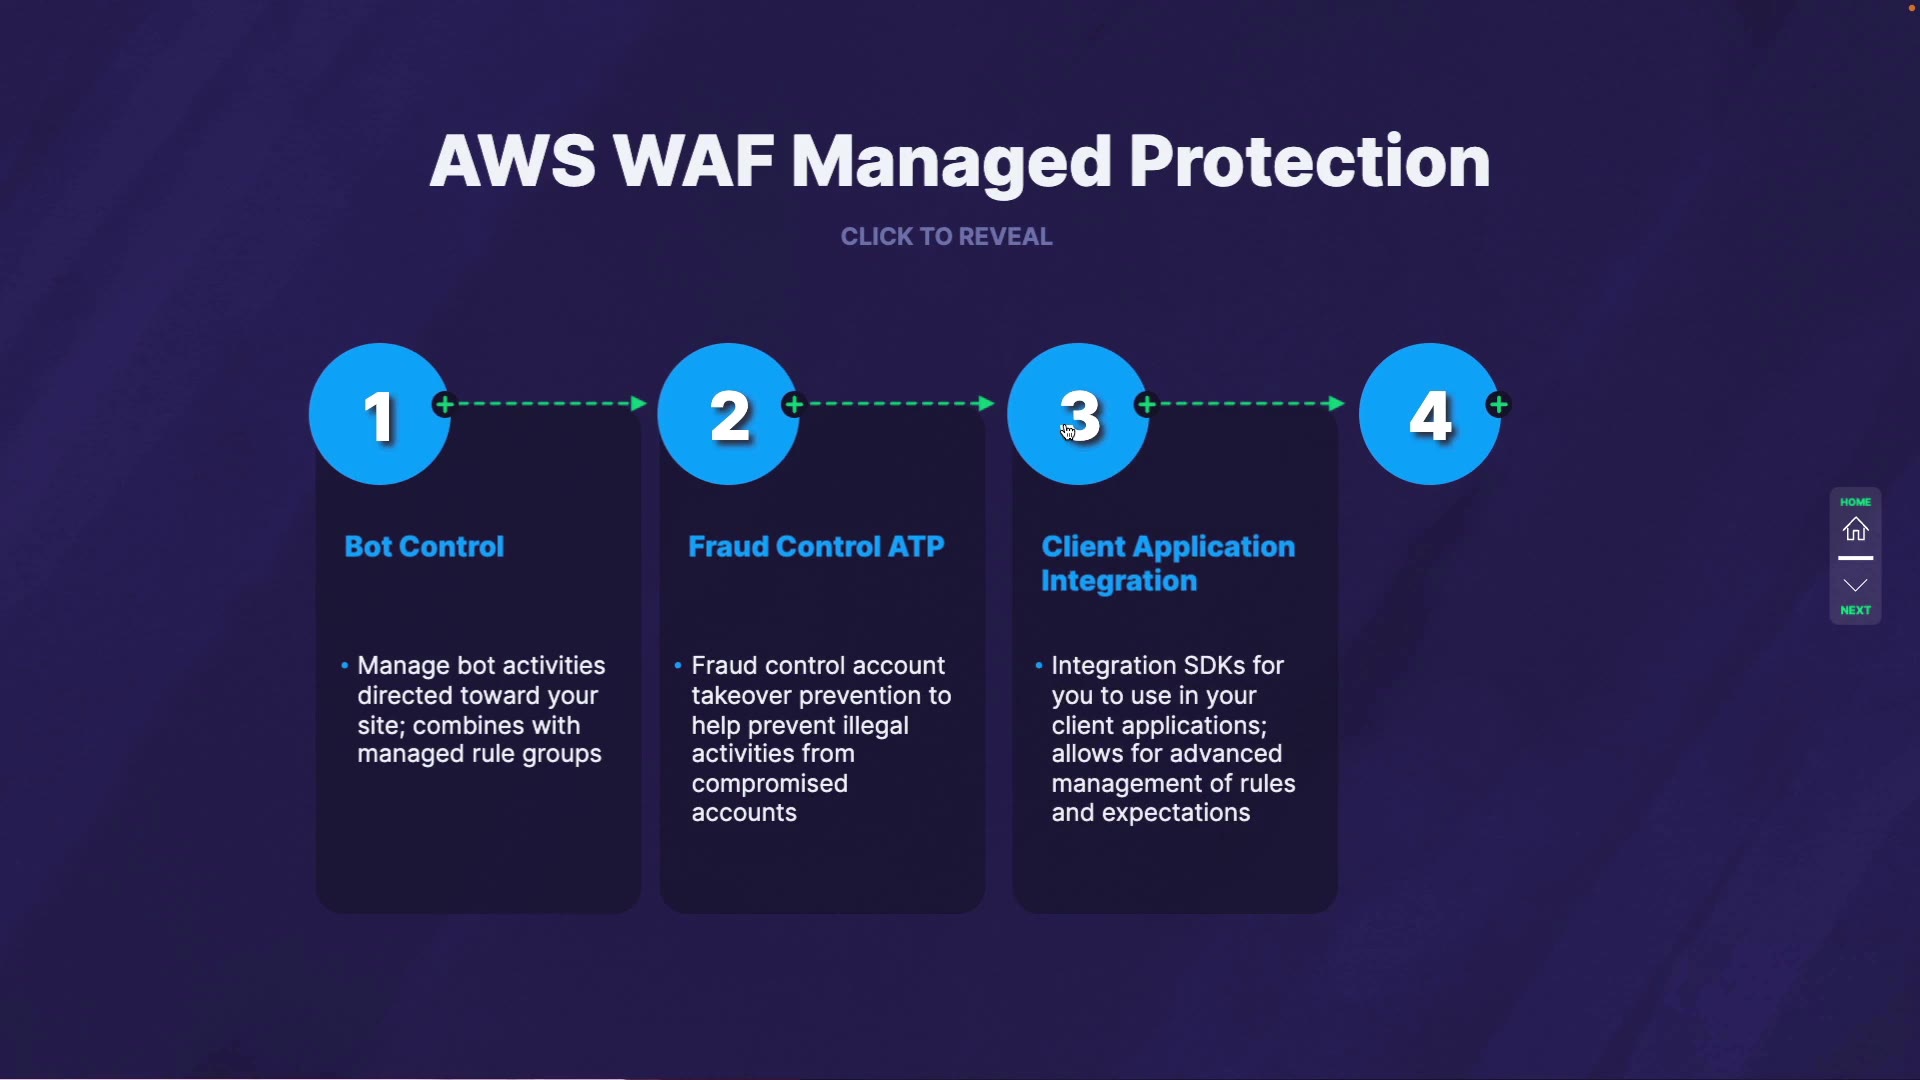 AWS WAF Managed Protection
CLICK TO REVEAL
1
2
3
4
Bot Control
• Manage bot activities
directed toward your
site; combines with
managed rule groups
Fraud Control ATP
• Fraud control account
takeover prevention to
help prevent illegal
activities from
compromised
accounts
Client Application
Integration
• Integration SDKs for
you to use in your
client applications;
allows for advanced
management of rules
and expectations
HOME
NEXT